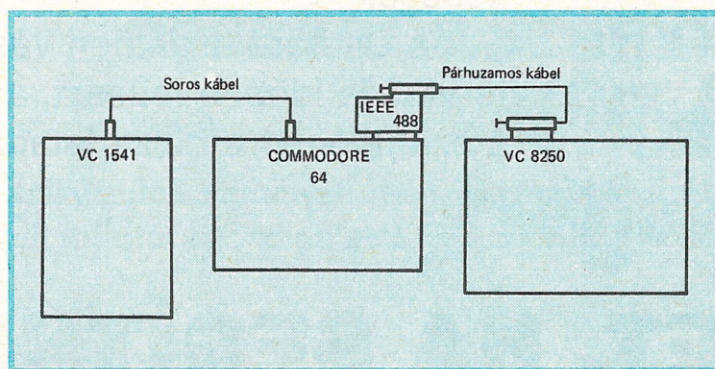 Soros kábel
Párhuzamos kábel
IEEE
488
VC 1541
COMMODORE
64
VC 8250